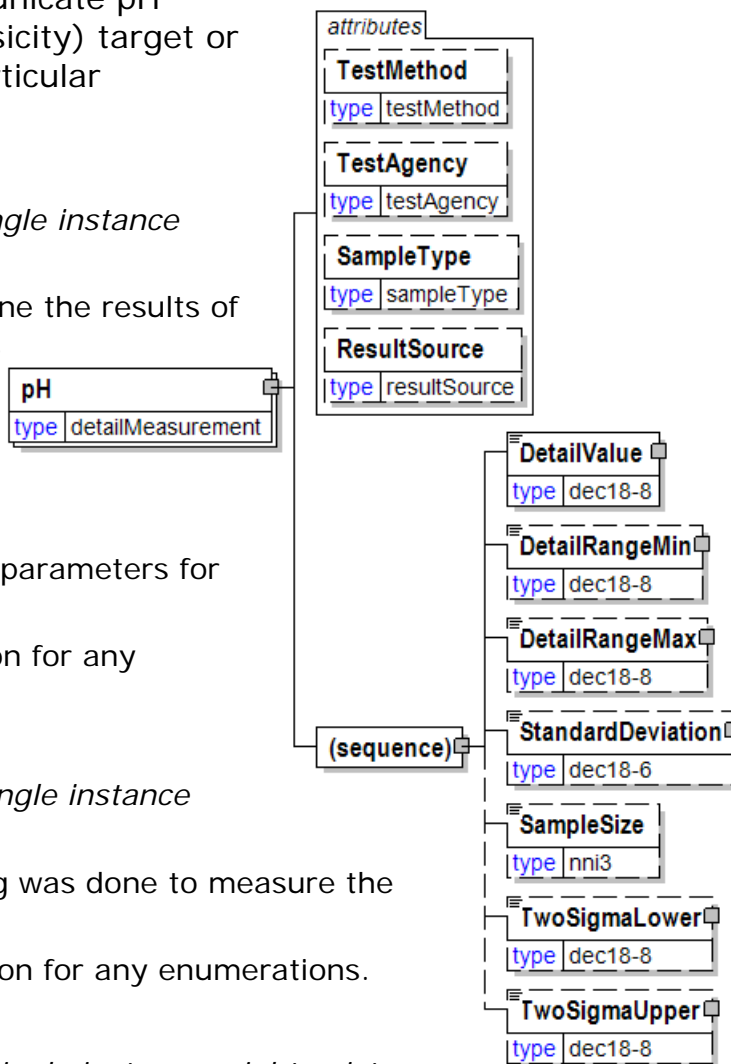 sicity) target or
ticular
ngle instance
ne the results of
parameters for
on for any
ngle instance
g was done to measure the
on for any enumerations.
attributes
TestMethod
type testMethod
TestAgency
type testAgency
SampleType
type sampleType
ResultSource
type resultSource
pH
type detailMeasurement
(sequence)
DetailValue
type dec18-8
DetailRangeMin
type dec18-8
DetailRangeMax
type dec18-8
StandardDeviation
type dec18-6
SampleSize
type nni3
TwoSigmaLower
type dec18-8
TwoSigmaUpper
type dec18-8